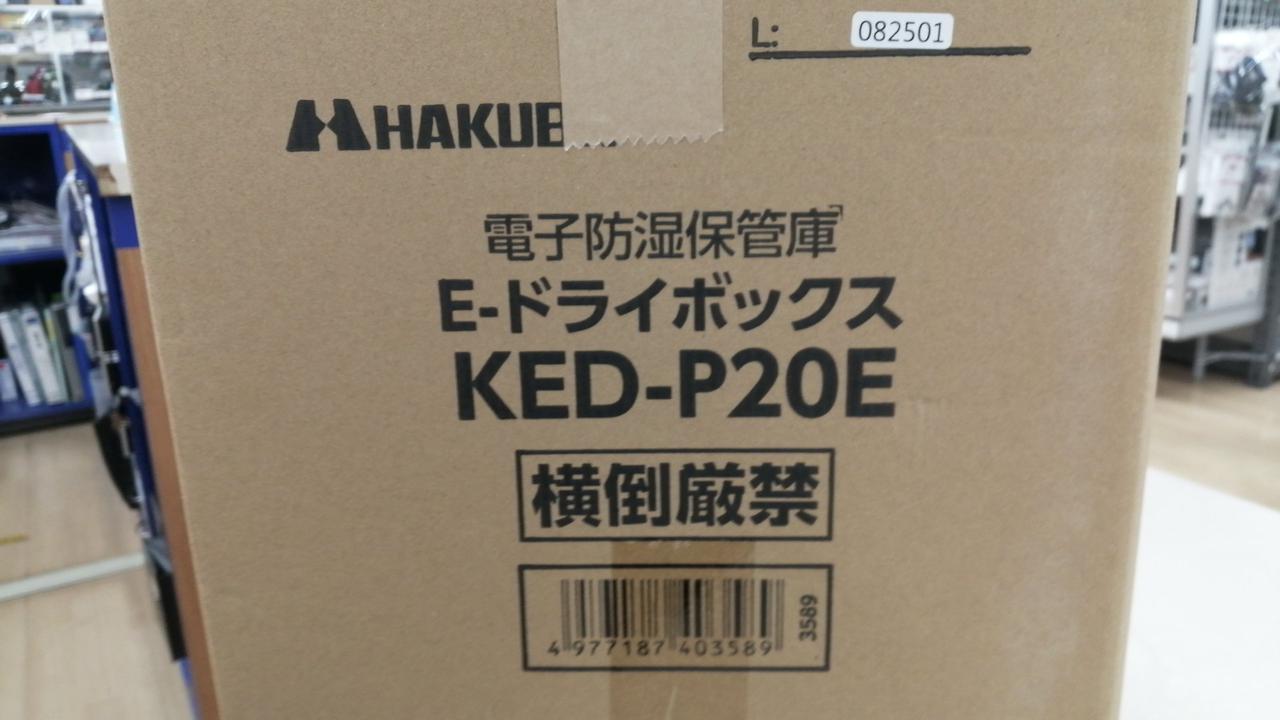 L: 082501
HAKUB
電子防湿保管庫
E-ドライボックス
KED-P20E
横倒厳禁
4 977187 403589
3589